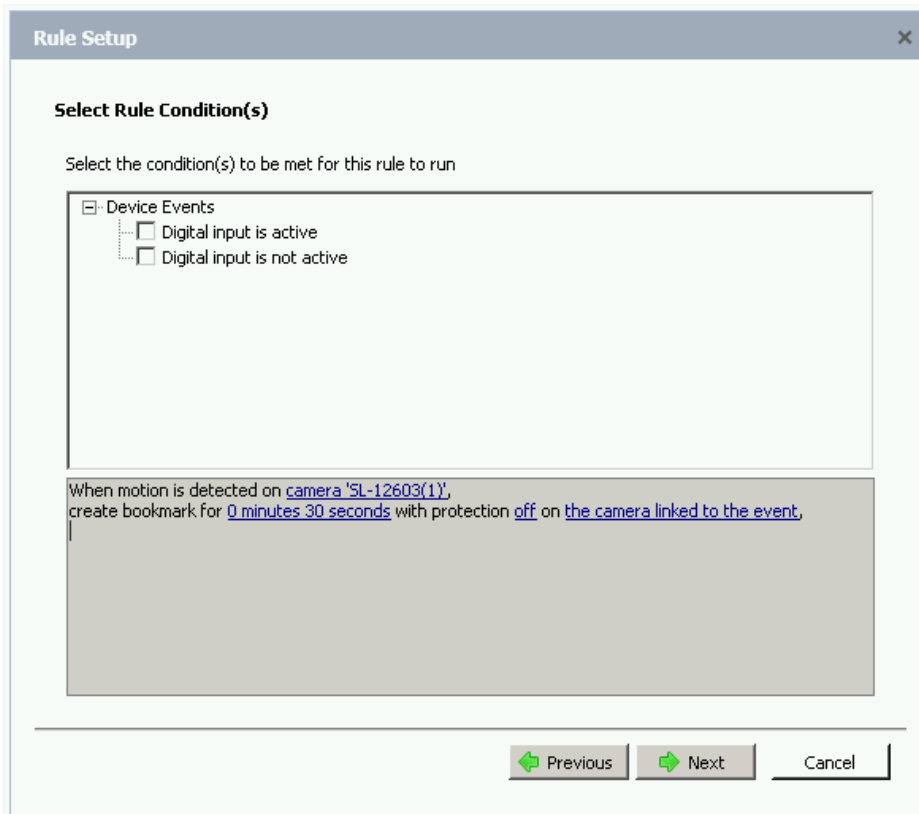 Rule Setup
Select Rule Condition(s)
Select the condition(s) to be met for this rule to run
Device Events
Digital input is active
Digital input is not active
When motion is detected on camera 'SL-12603(1)',
create bookmark for 0 minutes 30 seconds with protection off on the camera linked to the event,
Previous Next Cancel